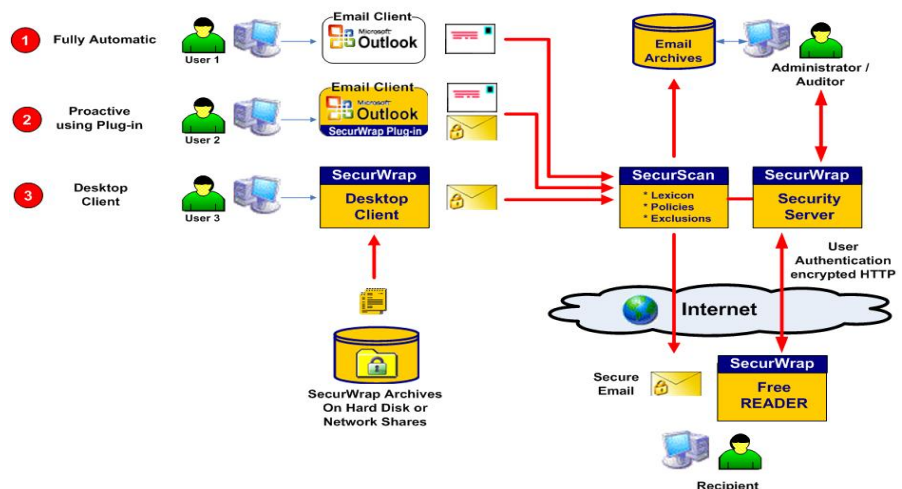 1 Fully Automatic
User 1
Email Client
Microsoft
Outlook
2 Proactive
using Plug-in
User 2
Email Client
Microsoft
Outlook
SecurWrap Plug-in
3 Desktop
Client
User 3
SecurWrap
Desktop
Client
SecurWrap Archives
On Hard Disk or
Network Shares
Email
Archives
Administrator /
Auditor
SecurScan
* Lexicon
* Policies
* Exclusions
SecurWrap
Security
Server
User
Authentication
encrypted HTTP
Internet
Secure
Email
SecurWrap
Free
READER
Recipient